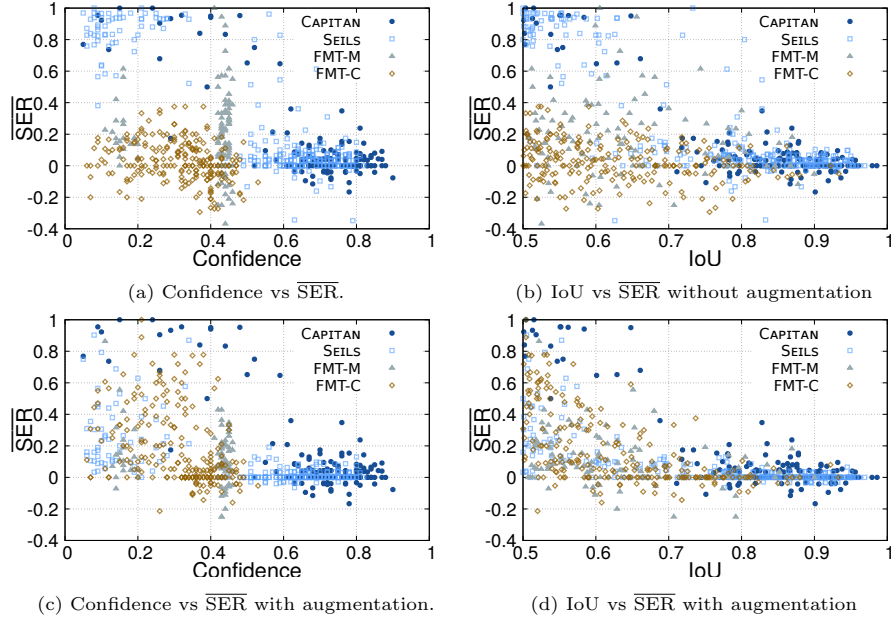 1
0.8
0.6
0.4
0.2
0
-0.2
-0.4
SER
0 0.2 0.4 0.6 0.8 1
Confidence
CAPITAN
SEILS
FMT-M
FMT-C
(a) Confidence vs SER.
1
0.8
0.6
0.4
0.2
0
-0.2
-0.4
SER
0.5 0.6 0.7 0.8 0.9 1
IoU
CAPITAN
SEILS
FMT-M
FMT-C
(b) IoU vs SER without augmentation
1
0.8
0.6
0.4
0.2
0
-0.2
-0.4
SER
0 0.2 0.4 0.6 0.8 1
Confidence
CAPITAN
SEILS
FMT-M
FMT-C
(c) Confidence vs SER with augmentation.
1
0.8
0.6
0.4
0.2
0
-0.2
-0.4
SER
0.5 0.6 0.7 0.8 0.9 1
IoU
CAPITAN
SEILS
FMT-M
FMT-C
(d) IoU vs SER with augmentation